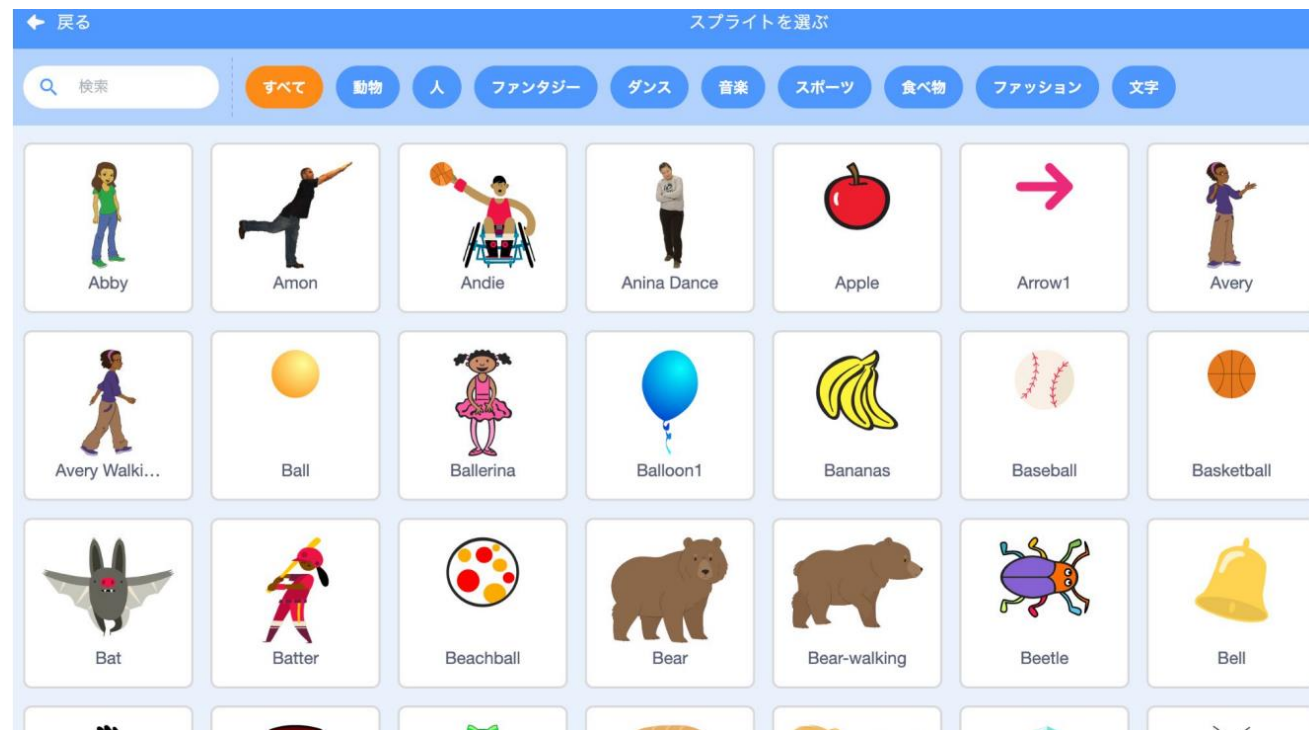 戻る
スプライトを選ぶ
検索
すべて
動物
人
ファンタジー
ダンス
音楽
スポーツ
食べ物
ファッション
文字
Abby
Amon
Andie
Anina Dance
Apple
Arrow1
Avery
Avery Walki...
Ball
Ballerina
Balloon1
Bananas
Baseball
Basketball
Bat
Batter
Beachball
Bear
Bear-walking
Beetle
Bell